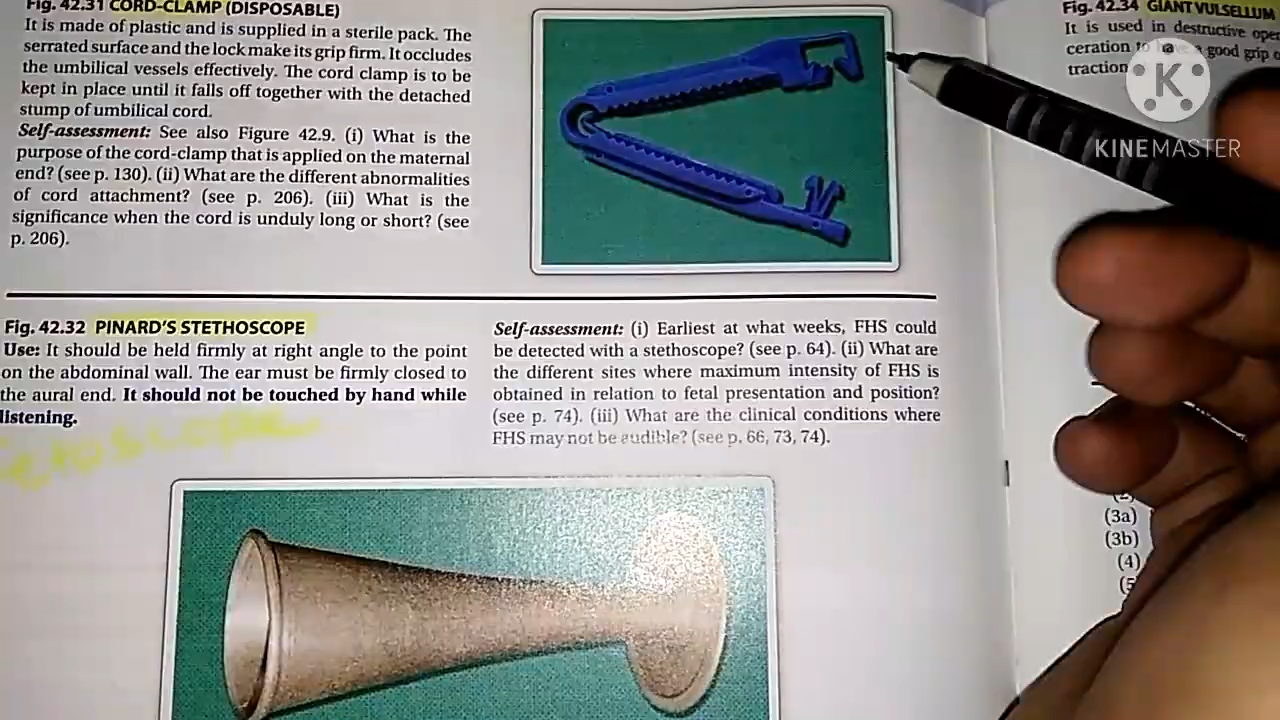 Fig. 42.31 CORD-CLAMP (DISPOSABLE)
It is made of plastic and is supplied in a sterile pack. The
serrated surface and the lock make its grip firm. It occludes
the umbilical vessels effectively. The cord clamp is to be
kept in place until it falls off together with the detached
stump of umbilical cord.
Self-assessment: See also Figure 42.9. (i) What is the
purpose of the cord-clamp that is applied on the maternal
end? (see p. 130). (ii) What are the different abnormalities
of cord attachment? (see p. 206). (iii) What is the
significance when the cord is unduly long or short? (see
p. 206).
Fig. 42.32 PINARD'S STETHOSCOPE
Use: It should be held firmly at right angle to the point
on the abdominal wall. The ear must be firmly closed to
the aural end. It should not be touched by hand while
listening.
Self-assessment: (i) Earliest at what weeks, FHS could
be detected with a stethoscope? (see p. 64). (ii) What are
the different sites where maximum intensity of FHS is
obtained in relation to fetal presentation and position?
(see p. 74). (iii) What are the clinical conditions where
FHS may not be audible? (see p. 66, 73, 74).
Fig. 42.34 GIANT VULSELLUM
It is used in destructive
to have a good grip
traction
K
KINEMASTER
(3a)
(3b)
(4)